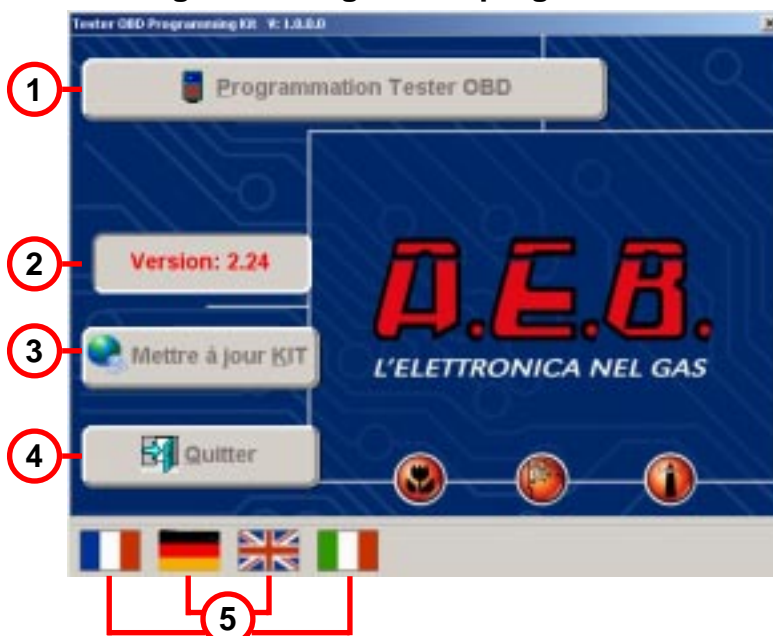 Tester OBD Programming Kit V: 1.0.0.0
1
Programmation Tester OBD
2
Version: 2.24
A.E.B.
L'ELETTRONICA NEL GAS
3
Mettre à jour KIT
4
Quitter
5